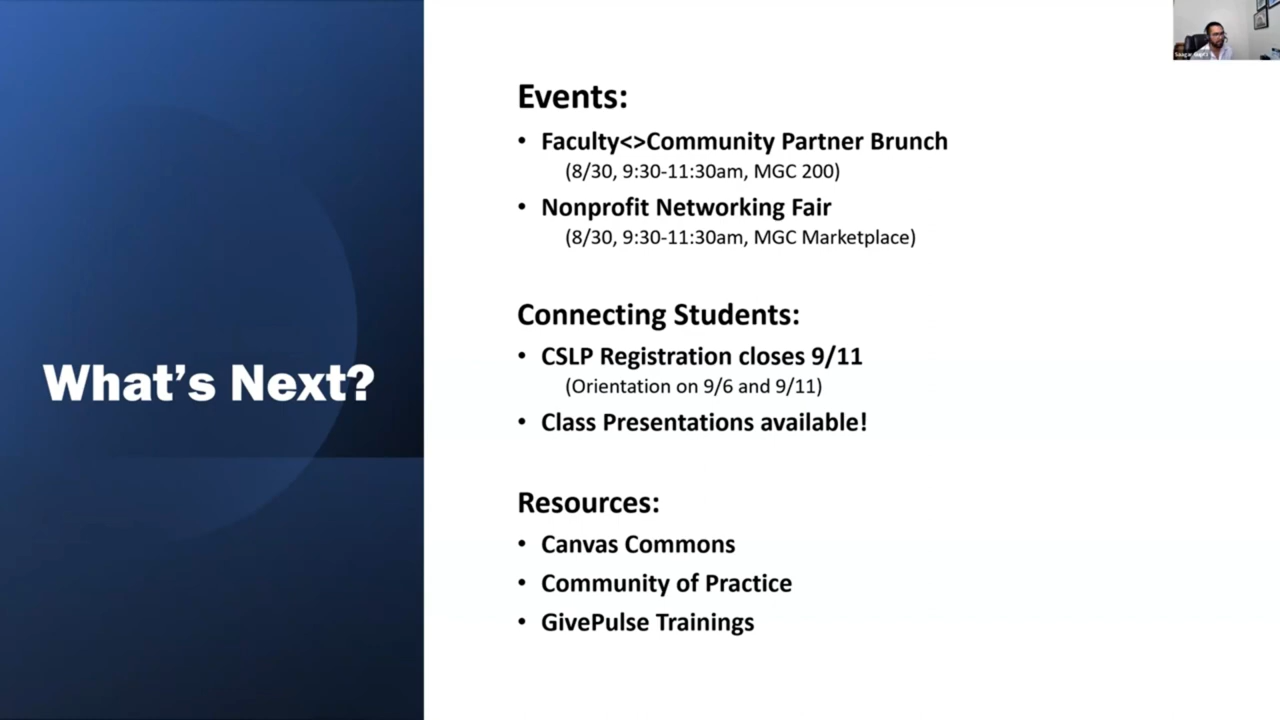 Saagar Gupta
Events:
• Faculty<>Community Partner Brunch
(8/30, 9:30-11:30am, MGC 200)
• Nonprofit Networking Fair
(8/30, 9:30-11:30am, MGC Marketplace)
Connecting Students:
• CSLP Registration closes 9/11
(Orientation on 9/6 and 9/11)
• Class Presentations available!
What’s Next?
Resources:
• Canvas Commons
• Community of Practice
• GivePulse Trainings